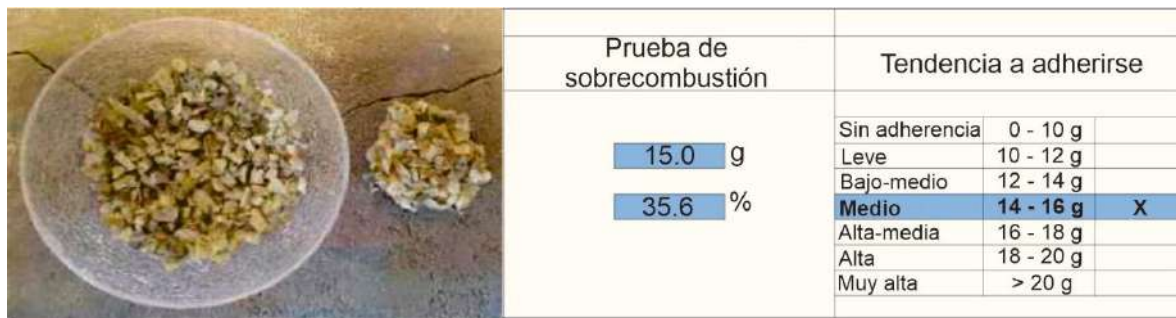 Prueba de
sobrecombustión
Tendencia a adherirse
15.0 g
35.6 %
Sin adherencia 0 - 10 g
Leve 10 - 12 g
Bajo-medio 12 - 14 g
Medio 14 - 16 g X
Alta-media 16 - 18 g
Alta 18 - 20 g
Muy alta > 20 g